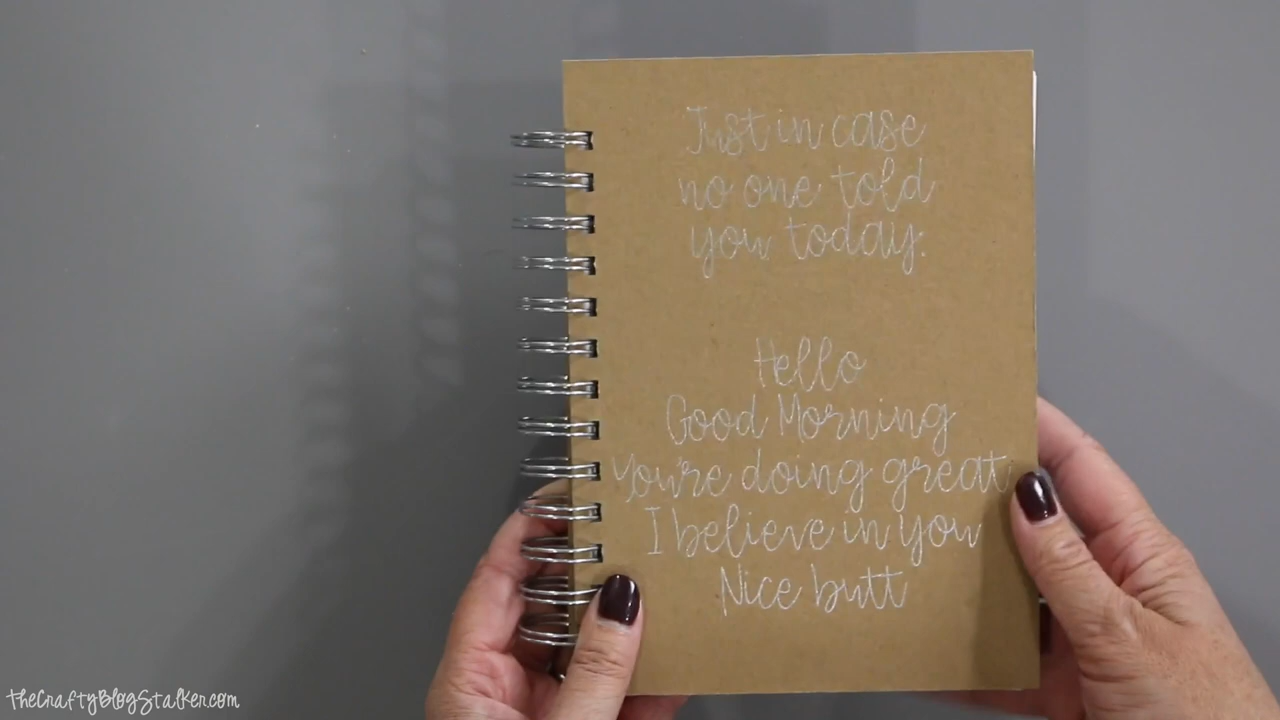 Just in case
no one told
you today:
Hello
Good Morning
You're doing great
I believe in you
Nice butt
theCraftyBlogStalker.com